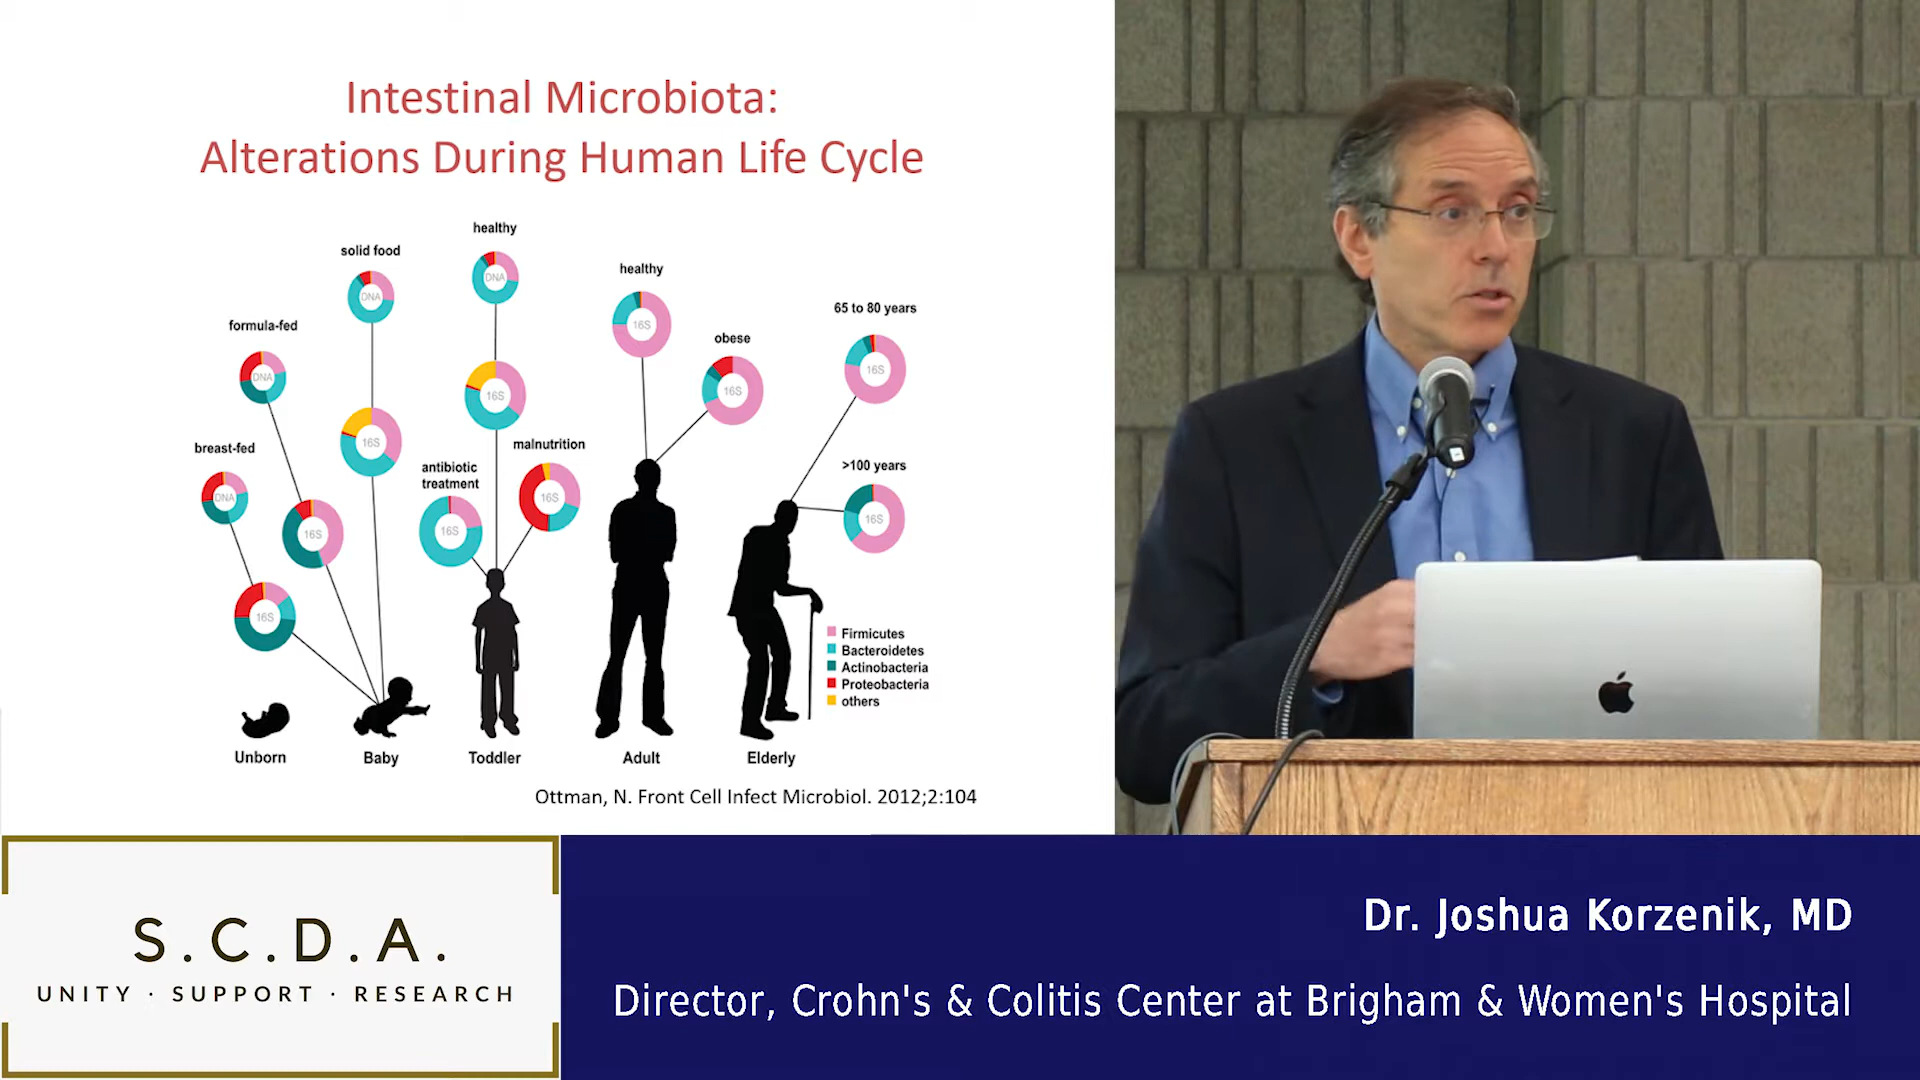 Intestinal Microbiota:
Alterations During Human Life Cycle
healthy
solid food
DNA
DNA
healthy
16S
65 to 80 years
formula-fed
DNA
obese
16S
16S
16S
16S
breast-fed
DNA
16S
antibiotic
treatment
16S
malnutrition
16S
>100 years
16S
16S
Firmicutes
Bacteroidetes
Actinobacteria
Proteobacteria
others
Unborn
Baby
Toddler
Adult
Elderly
Ottman, N. Front Cell Infect Microbiol. 2012;2:104
S.C.D.A.
UNITY · SUPPORT · RESEARCH
Dr. Joshua Korzenik, MD
Director, Crohn's & Colitis Center at Brigham & Women's Hospital